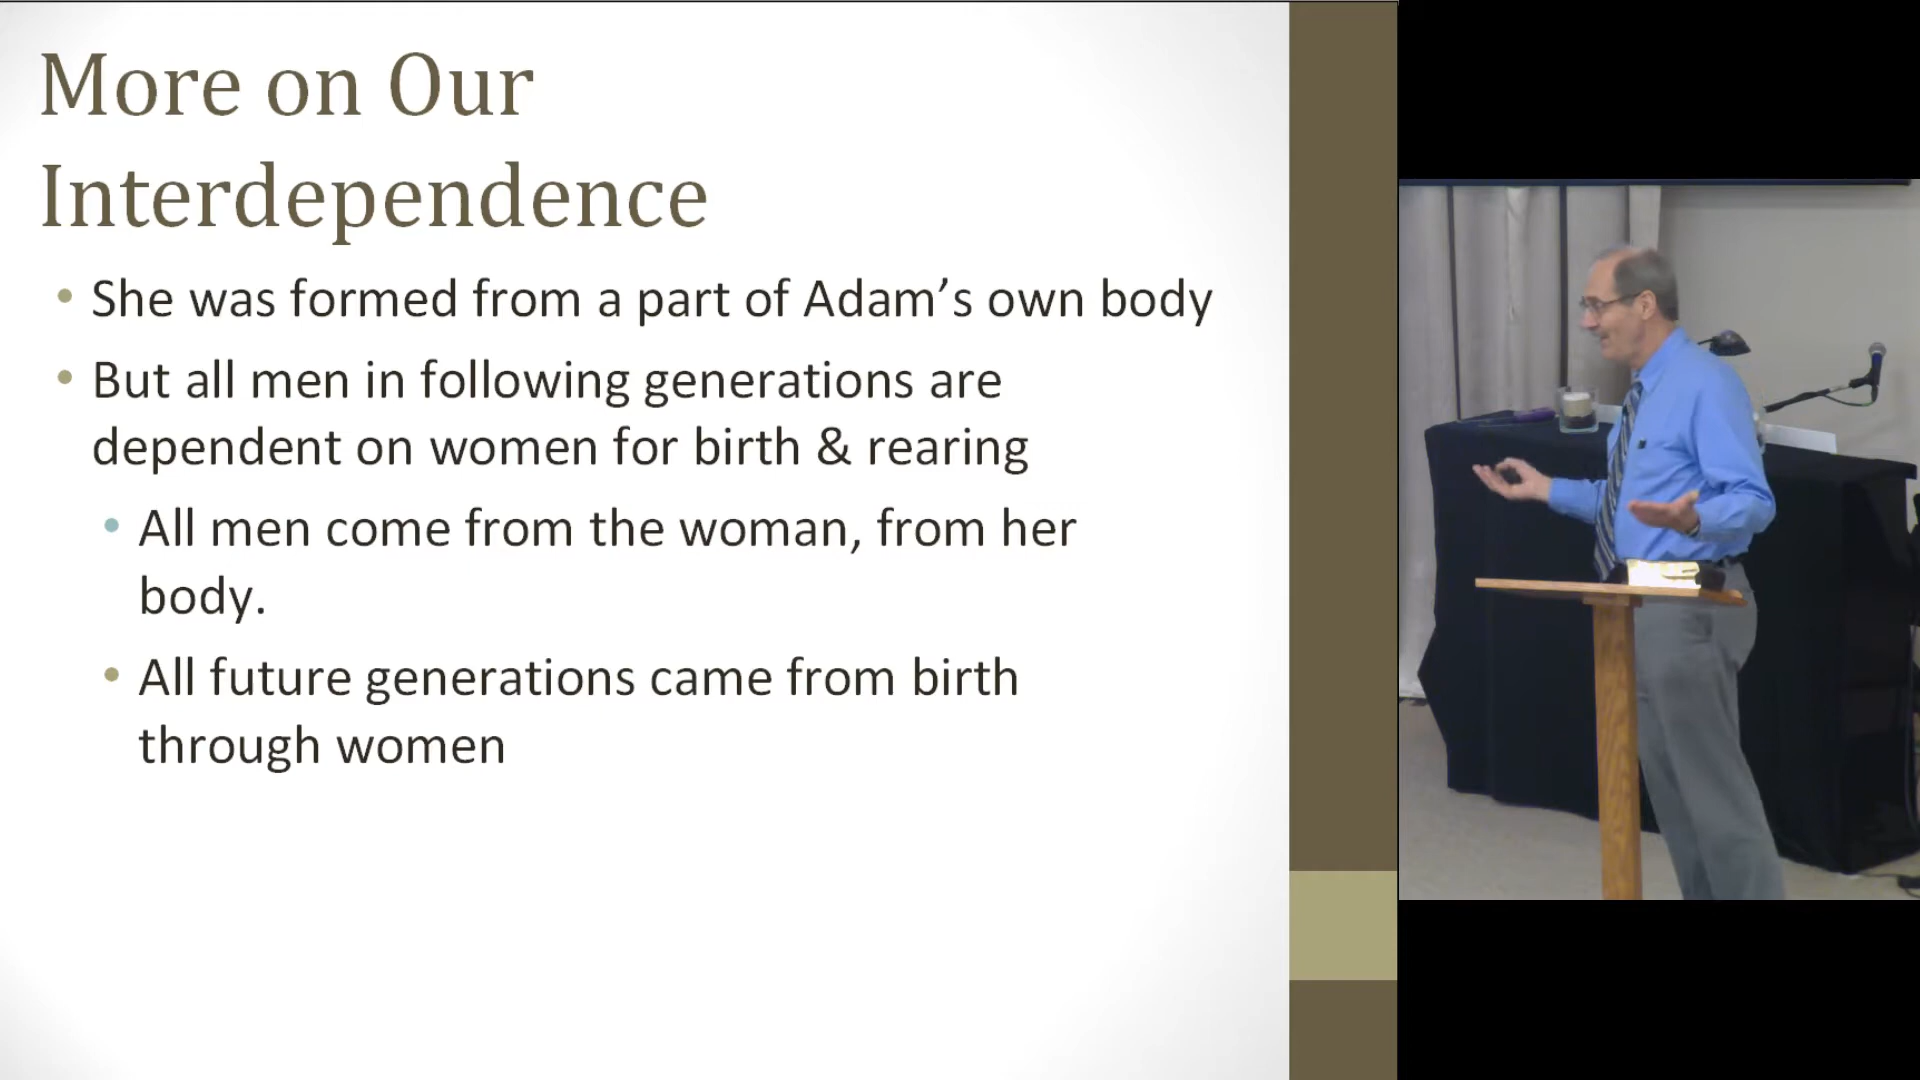 More on Our
Interdependence
• She was formed from a part of Adam’s own body
• But all men in following generations are
dependent on women for birth & rearing
• All men come from the woman, from her
body.
• All future generations came from birth
through women